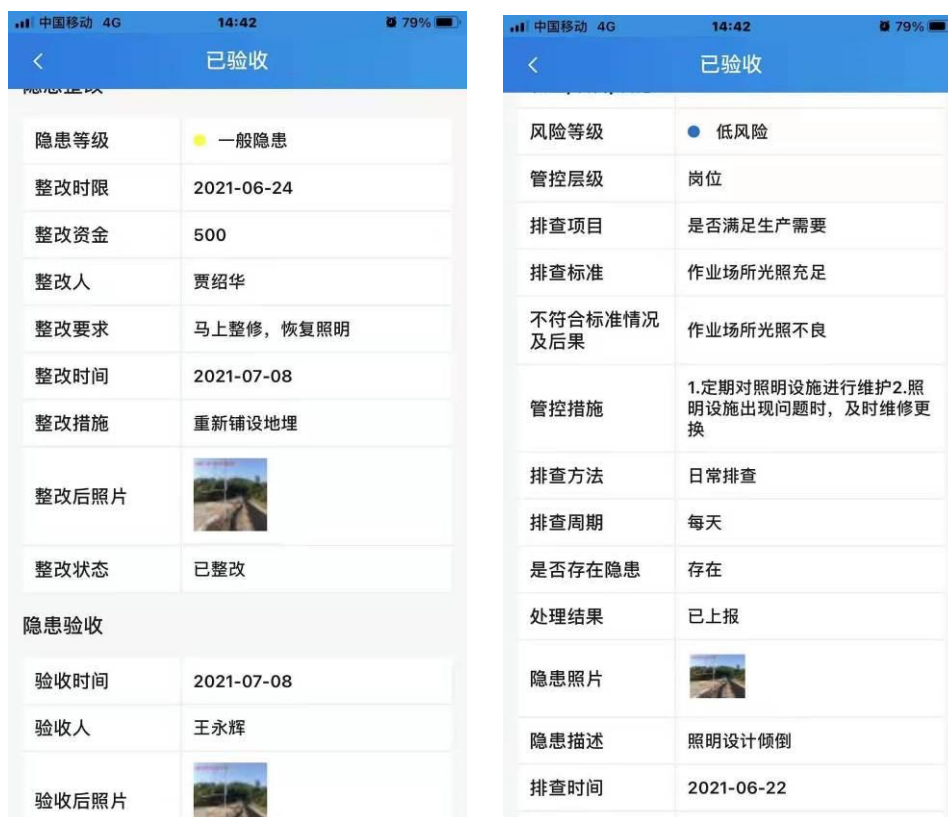 中国移动 4G 14:42 79%
已验收
隐患整改
隐患等级 一般隐患
整改时限 2021-06-24
整改资金 500
整改人 贾绍华
整改要求 马上整修，恢复照明
整改时间 2021-07-08
整改措施 重新铺设地埋
整改后照片
整改状态 已整改
隐患验收
验收时间 2021-07-08
验收人 王永辉
验收后照片
中国移动 4G 14:42 79%
已验收
风险等级 低风险
管控层级 岗位
排查项目 是否满足生产需要
排查标准 作业场所光照充足
不符合标准情况
及后果
作业场所光照不良
管控措施
1.定期对照明设施进行维护2.照
明设施出现问题时，及时维修更
换
排查方法 日常排查
排查周期 每天
是否存在隐患 存在
处理结果 已上报
隐患照片
隐患描述 照明设计倾倒
排查时间 2021-06-22